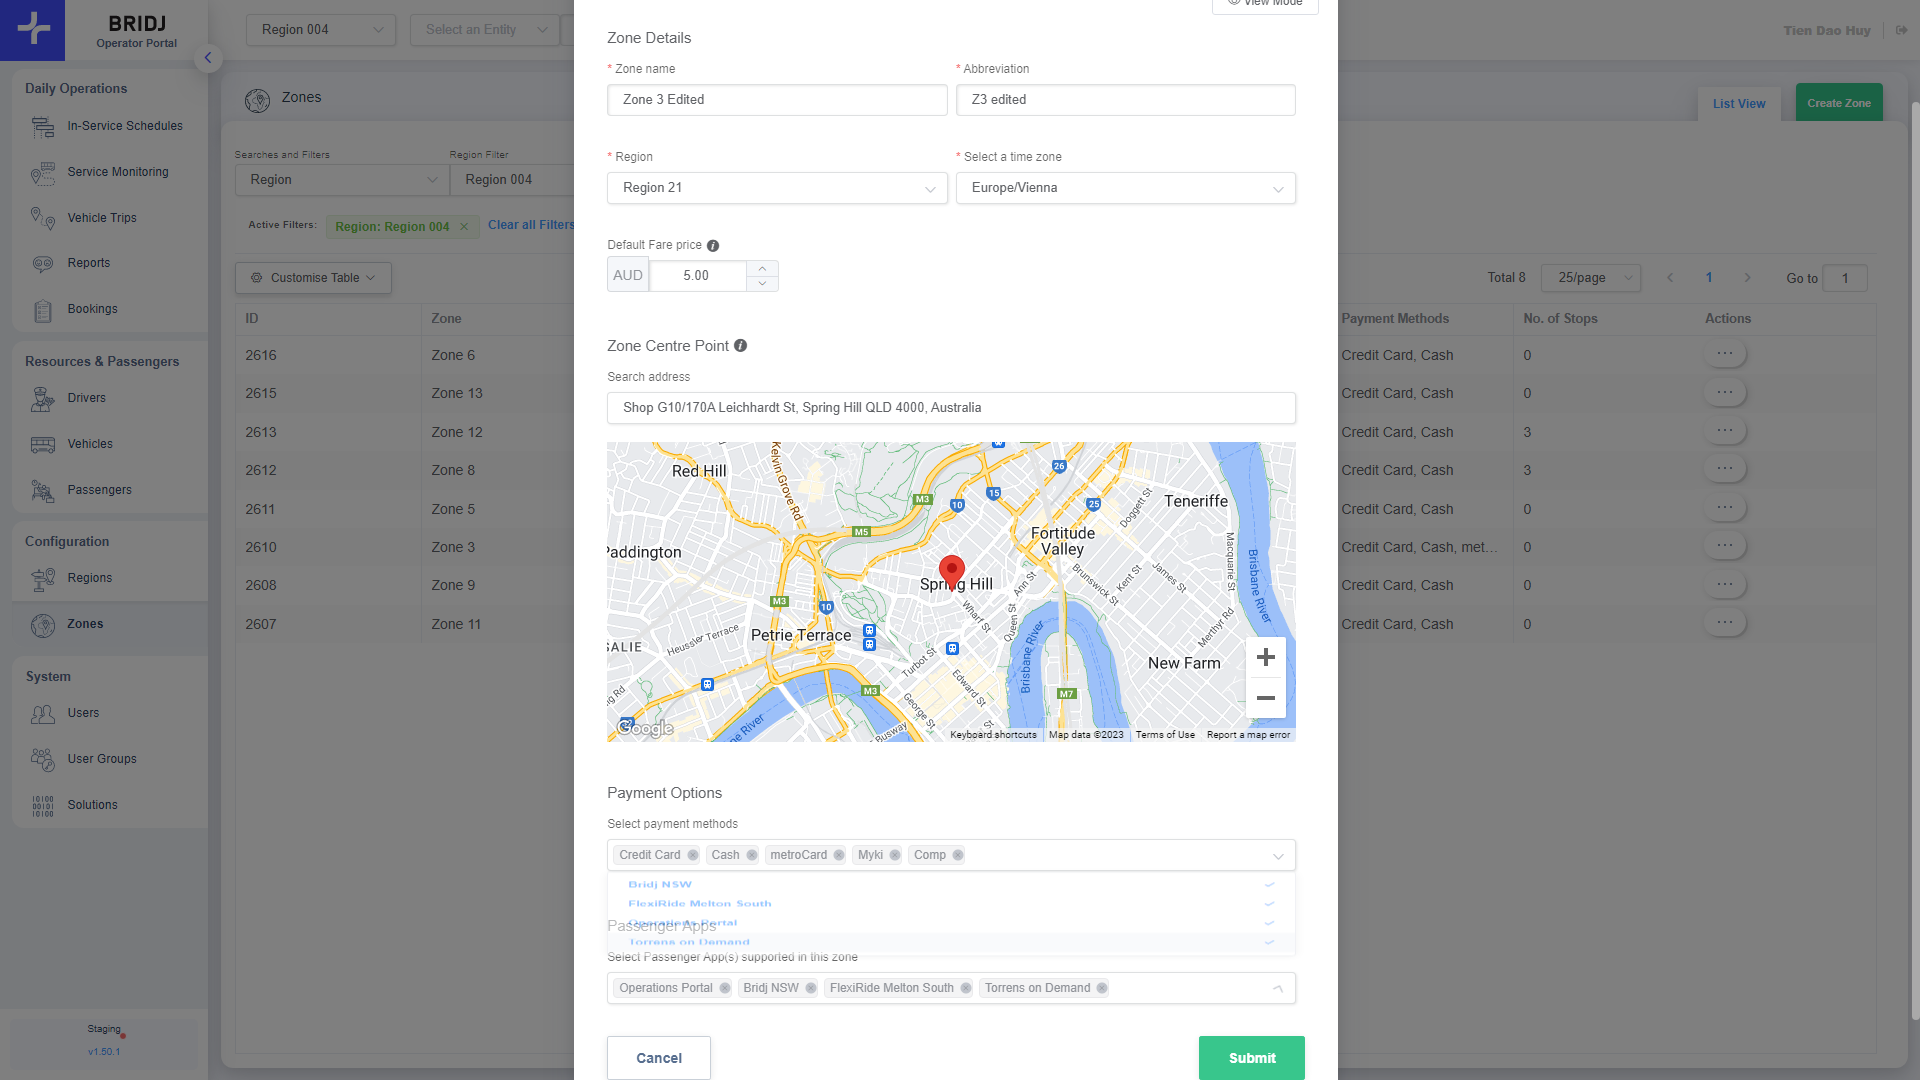 BRIDJ
Operator Portal
Region 004
Select an Entity
View Mode
Tien Dao Huy
Daily Operations
In-Service Schedules
Service Monitoring
Vehicle Trips
Reports
Bookings
Resources & Passengers
Drivers
Vehicles
Passengers
Configuration
Regions
Zones
System
Users
User Groups
Solutions
Staging
v1.50.1
Zones
List View
Create Zone
Searches and Filters
Region Filter
Region
Region 004
Active Filters:
Region: Region 004
Clear all Filters
Customise Table
Total 8
25/page
1
Go to
1
ID
Zone
Payment Methods
No. of Stops
Actions
2616
Zone 6
Credit Card, Cash
0
2615
Zone 13
Credit Card, Cash
0
2613
Zone 12
Credit Card, Cash
3
2612
Zone 8
Credit Card, Cash
3
2611
Zone 5
Credit Card, Cash
0
2610
Zone 3
Credit Card, Cash, met...
0
2608
Zone 9
Credit Card, Cash
0
2607
Zone 11
Credit Card, Cash
0
Zone Details
* Zone name
* Abbreviation
Zone 3 Edited
Z3 edited
* Region
* Select a time zone
Region 21
Europe/Vienna
Default Fare price
AUD
5.00
Zone Centre Point
Search address
Shop G10/170A Leichhardt St, Spring Hill QLD 4000, Australia
Red Hill
Kelvin Grove Rd
26
15
M3
10
25
Doggett St
Teneriffe
M5
Fortitude
Valley
Paddington
Macquarie St
Brisbane River
Spring Hill
Ann St
Brunswick St
Kent St
James St
M3
10
Wharf St
Queen St
Merthyr Rd
Petrie Terrace
Heussler Terrace
SALIE
Turbot St
Brisbane River
Edward St
New Farm
M3
M7
George St
Busway
Brisbane River
Google
Keyboard shortcuts
Map data ©2023
Terms of Use
Report a map error
Payment Options
Select payment methods
Credit Card
Cash
metroCard
Myki
Comp
Bridj NSW
FlexiRide Melton South
Operations Portal
Passenger Apps
Torrens on Demand
Select Passenger App(s) supported in this zone
Operations Portal
Bridj NSW
FlexiRide Melton South
Torrens on Demand
Cancel
Submit